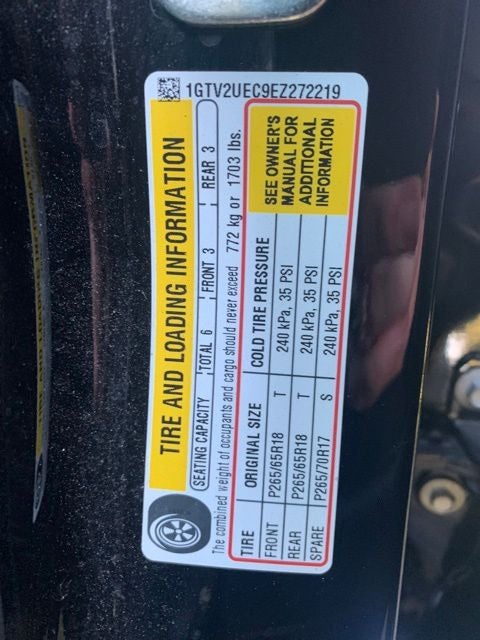 1GTV2UEC9EZ272219
TIRE AND LOADING INFORMATION
SEATING CAPACITY TOTAL 6 FRONT 3 REAR 3
The combined weight of occupants and cargo should never exceed 772 kg or 1703 lbs.
TIRE ORIGINAL SIZE COLD TIRE PRESSURE
FRONT P265/65R18 T 240 kPa, 35 PSI
REAR P265/65R18 T 240 kPa, 35 PSI
SPARE P265/70R17 S 240 kPa, 35 PSI
SEE OWNER'S
MANUAL FOR
ADDITIONAL
INFORMATION